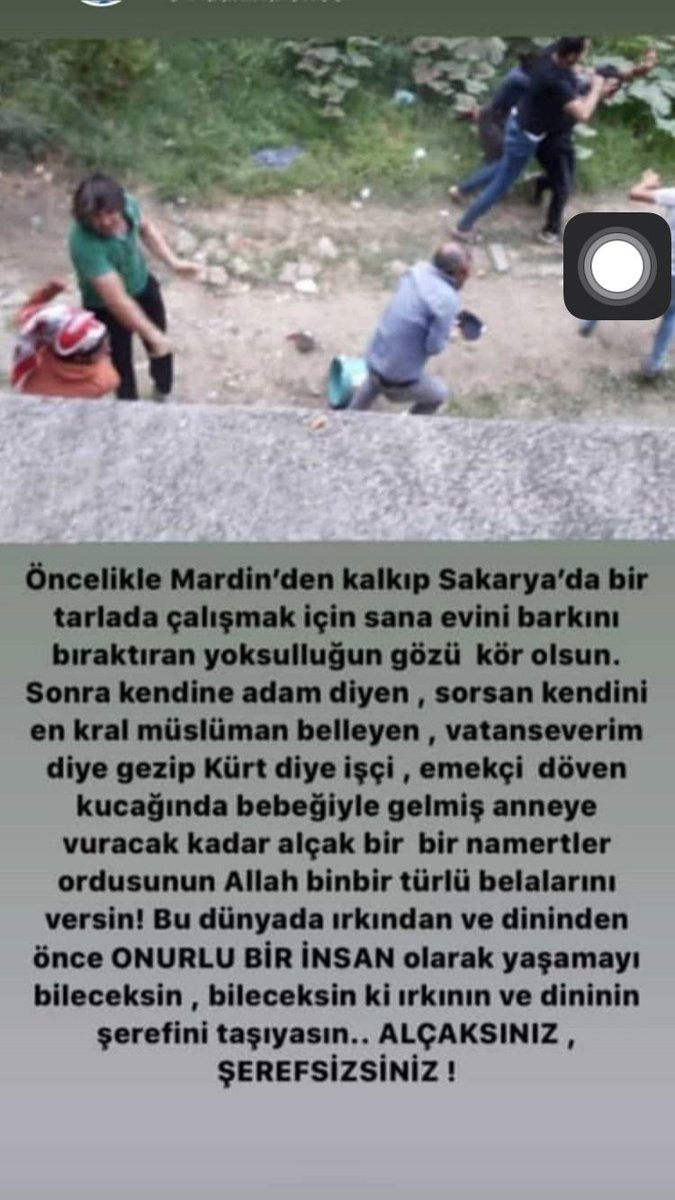 Öncelikle Mardin’den kalkıp Sakarya’da bir
tarlada çalışmak için sana evini barkını
bıraktıran yoksulluğun gözü kör olsun.
Sonra kendine adam diyen , sorsan kendini
en kral müslüman belleyen , vatanseverim
diye gezip Kürt diye işçi , emekçi döven
kucağında bebeğiyle gelmiş anneye
vuracak kadar alçak bir bir namertler
ordusunun Allah binbir türlü belalarını
versin! Bu dünyada ırkından ve dininden
önce ONURLU BİR İNSAN olarak yaşamayı
bileceksin , bileceksin ki ırkının ve dininin
şerefini taşıyasın.. ALÇAKSINIZ ,
ŞEREFSİZSİNİZ !